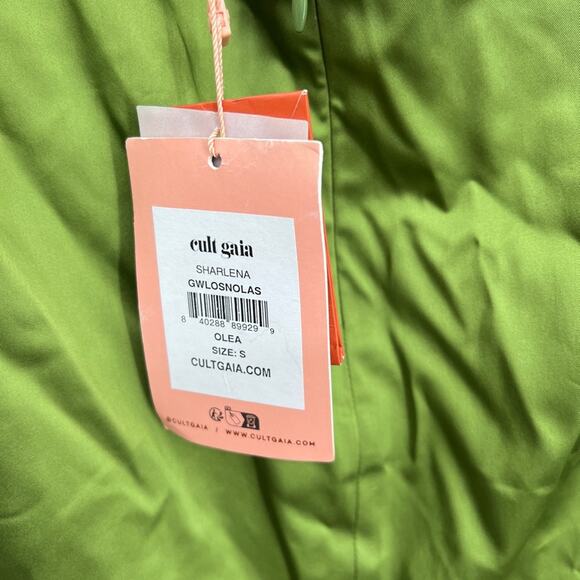 cult gaia
SHARLENA
GWLOSNOLAS
8 40288 89929 9
OLEA
SIZE: S
CULTGAIA.COM
@CULTGAIA / WWW.CULTGAIA.COM